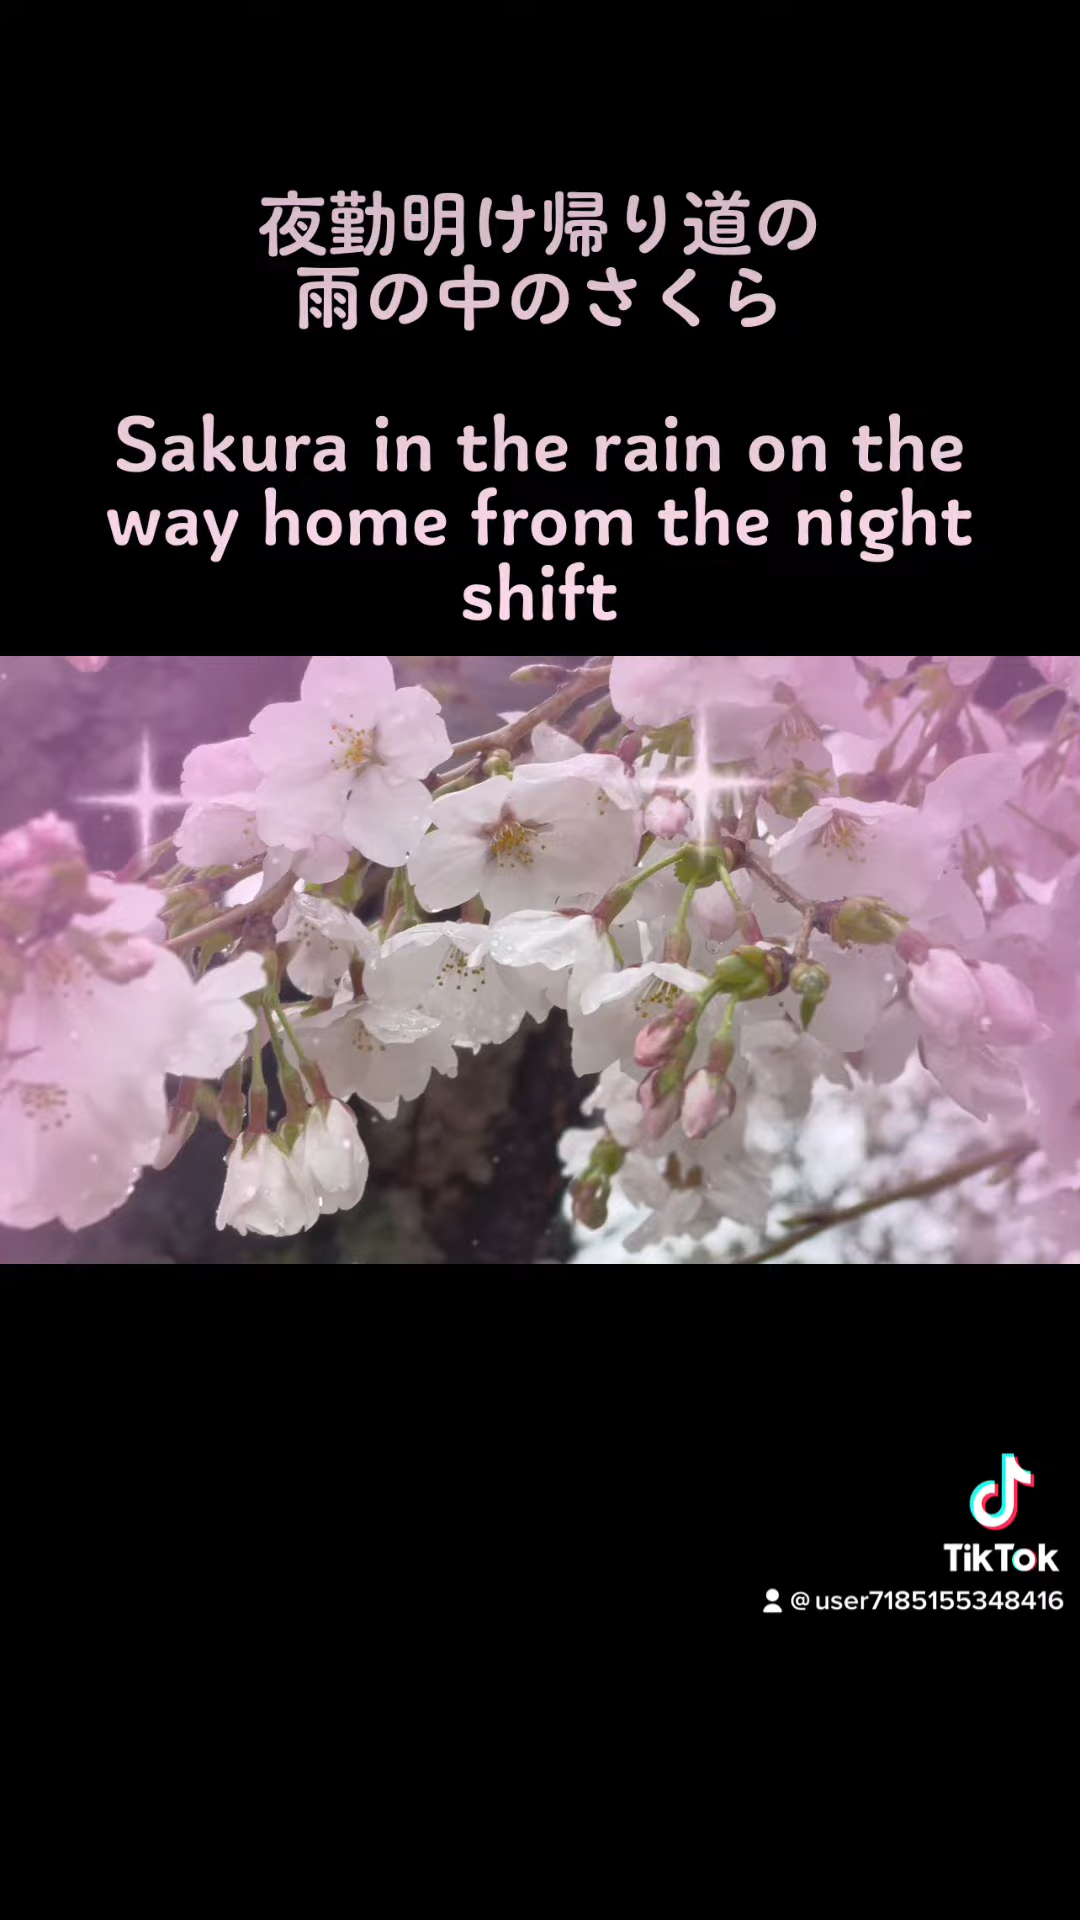 夜勤明け帰り道の
雨の中のさくら
Sakura in the rain on the
way home from the night
shift
TikTok
@user7185155348416